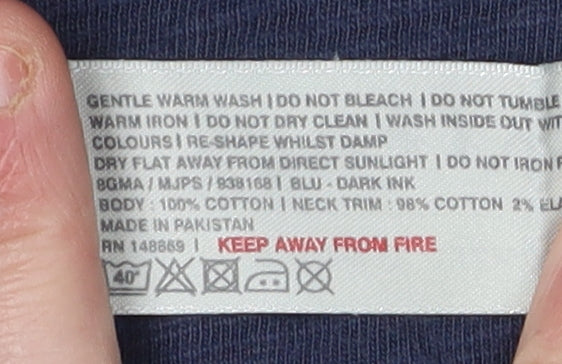 GENTLE WARM WASH | DO NOT BLEACH | DO NOT TUMBLE
WARM IRON | DO NOT DRY CLEAN | WASH INSIDE OUT WIT
COLOURS | RE-SHAPE WHILST DAMP
DRY FLAT AWAY FROM DIRECT SUNLIGHT | DO NOT IRON
8GMA / MJPS / 938168 | BLU - DARK INK
BODY : 100% COTTON | NECK TRIM : 98% COTTON 2% ELA
MADE IN PAKISTAN
RN 148869 | KEEP AWAY FROM FIRE
40°